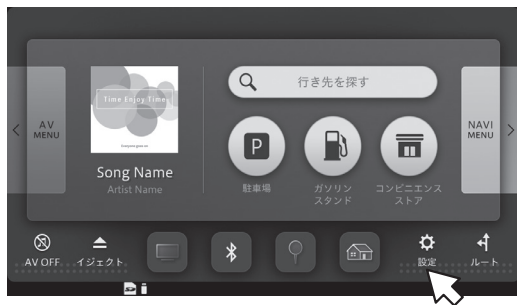 行き先を探す
AV
MENU
Time Enjoy Time
Song Name
Artist Name
P
駐車場
ガソリン
スタンド
コンビニエンス
ストア
NAVI
MENU
AV OFF
イジェクト
設定
ルート